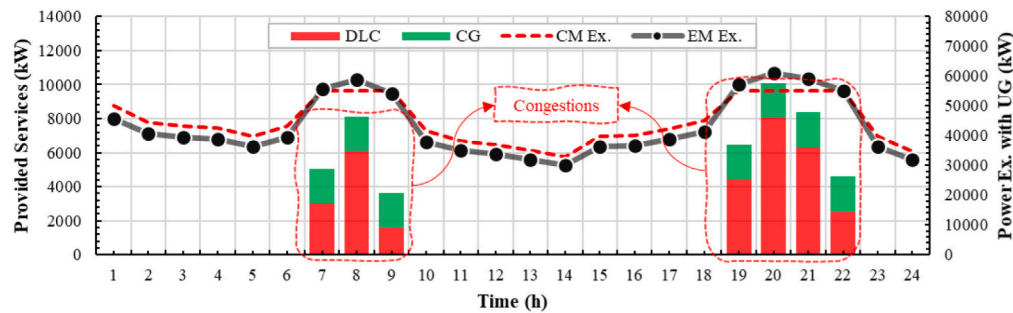 14000
12000
10000
8000
6000
4000
2000
0
Provided Services (kW)
80000
70000
60000
50000
40000
30000
20000
10000
0
Power Ex. with UG (kW)
DLC CG CM Ex. EM Ex.
Congestions
1 2 3 4 5 6 7 8 9 10 11 12 13 14 15 16 17 18 19 20 21 22 23 24
Time (h)